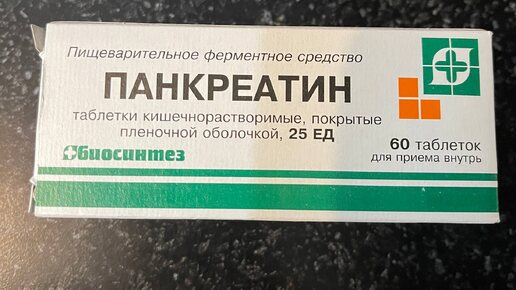 Пищеварительное ферментное средство
ПАНКРЕАТИН
таблетки кишечнорастворимые, покрытые
пленочной оболочкой, 25 ЕД
60 таблеток
для приема внутрь
биосинтез